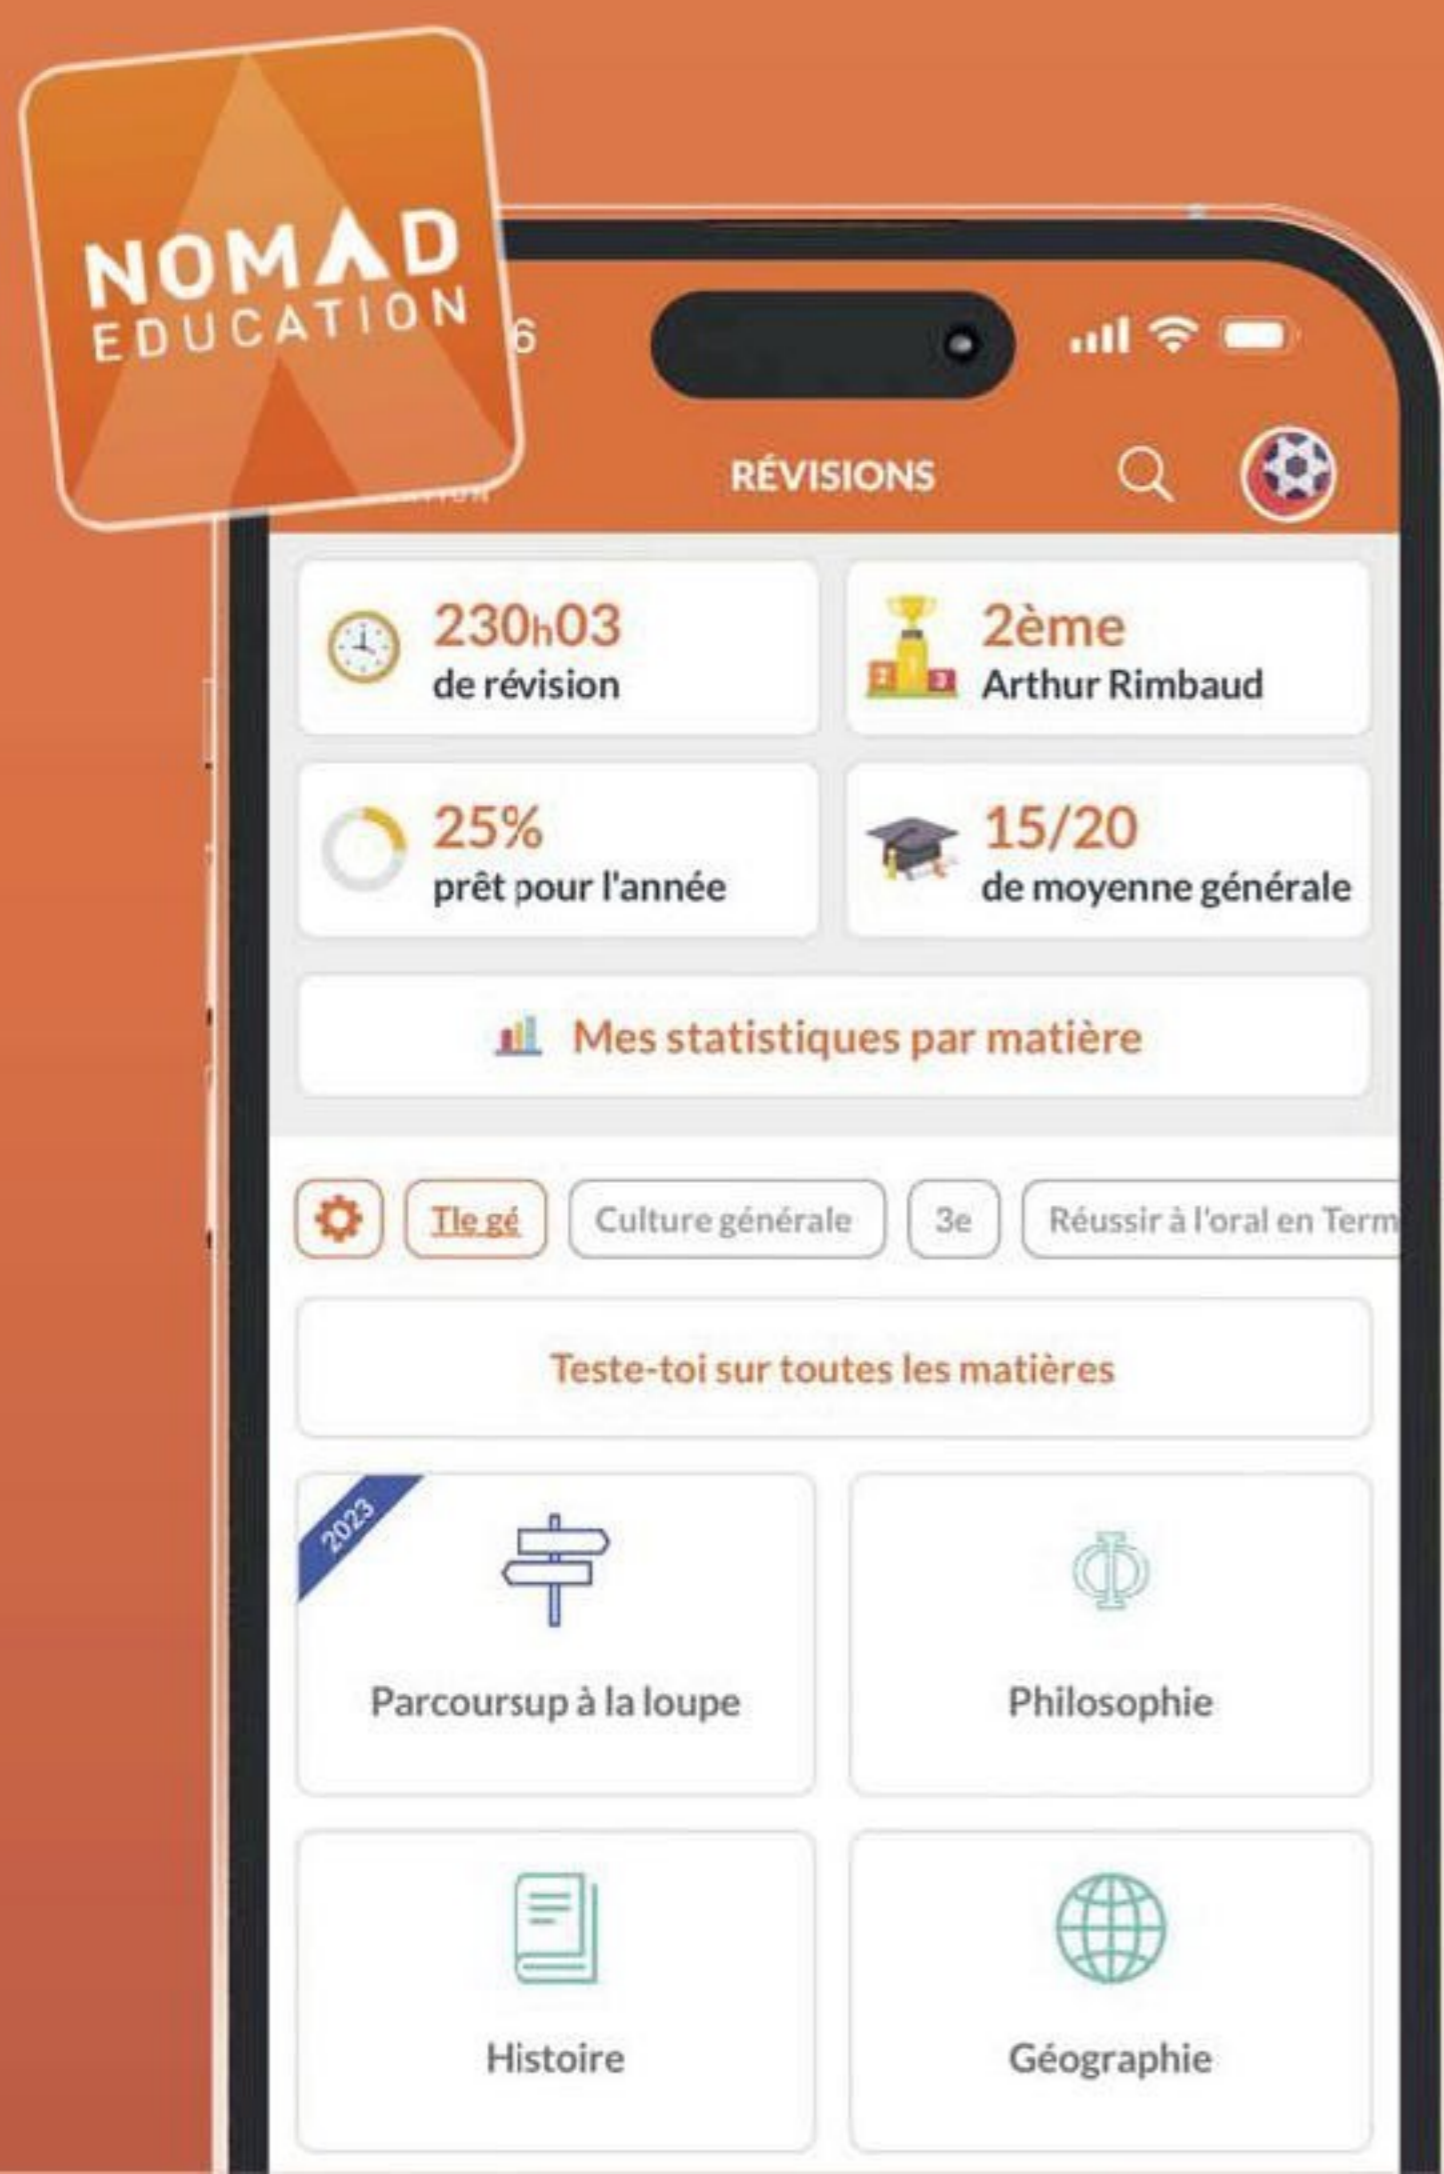 NOMAD
EDUCATION
6
RÉVISIONS
230h03
de révision
2ème
Arthur Rimbaud
25%
prêt pour l'année
15/20
de moyenne générale
Mes statistiques par matière
Tle gé
Culture générale
3e
Réussir à l'oral en Term
Teste-toi sur toutes les matières
2023
Parcoursup à la loupe
Philosophie
Histoire
Géographie